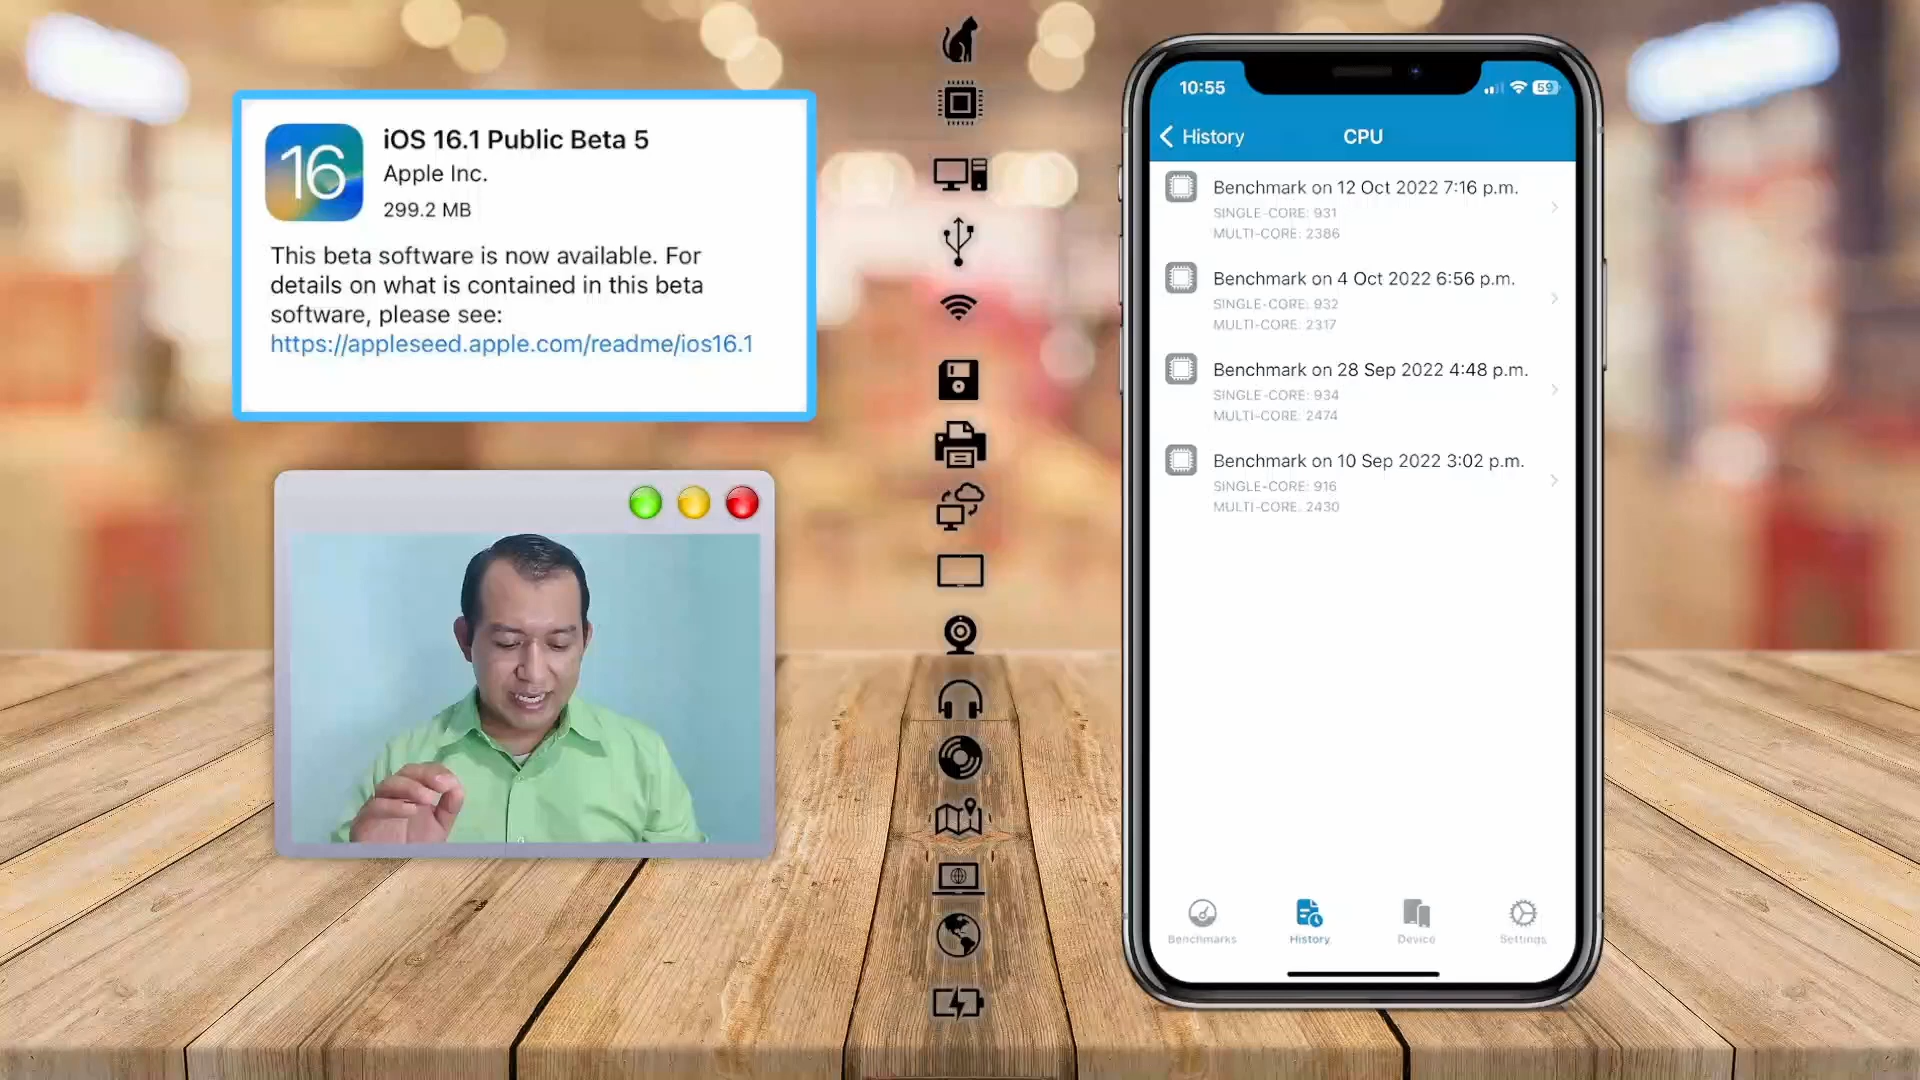 16
iOS 16.1 Public Beta 5
Apple Inc.
299.2 MB
This beta software is now available. For
details on what is contained in this beta
software, please see:
https://appleseed.apple.com/readme/ios16.1
10:55
59
History
CPU
Benchmark on 12 Oct 2022 7:16 p.m.
SINGLE-CORE: 931
MULTI-CORE: 2386
Benchmark on 4 Oct 2022 6:56 p.m.
SINGLE-CORE: 932
MULTI-CORE: 2317
Benchmark on 28 Sep 2022 4:48 p.m.
SINGLE-CORE: 934
MULTI-CORE: 2474
Benchmark on 10 Sep 2022 3:02 p.m.
SINGLE-CORE: 916
MULTI-CORE: 2430
Benchmarks
History
Device
Settings